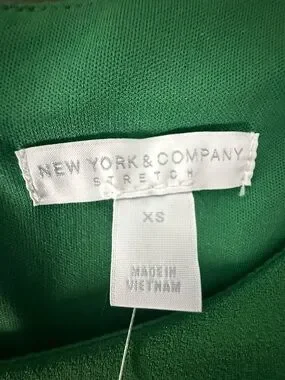 NEW YORK & COMPANY
STRETCH
XS
MADE IN
VIETNAM